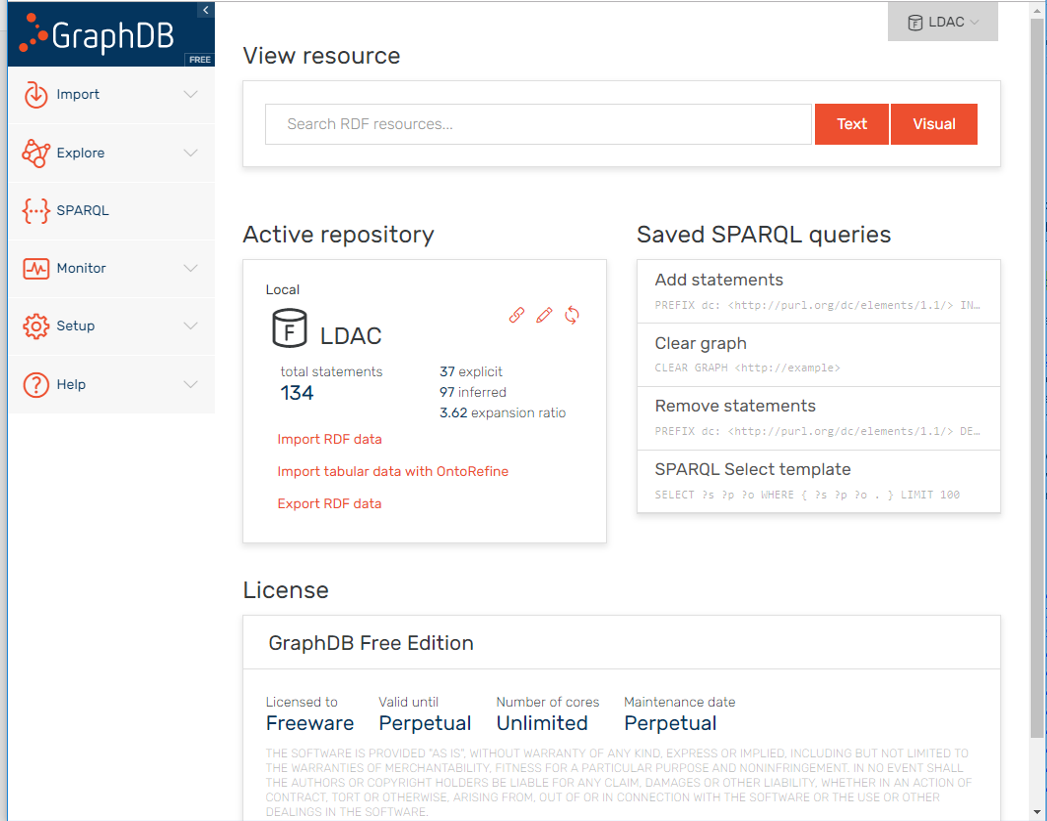 GraphDB
FREE
Import
Explore
SPARQL
Monitor
Setup
Help
LDAC
View resource
Search RDF resources...
Text
Visual
Active repository
Local
F
LDAC
total statements
134
37 explicit
97 inferred
3.62 expansion ratio
Import RDF data
Import tabular data with OntoRefine
Export RDF data
Saved SPARQL queries
Add statements
PREFIX dc: <http://purl.org/dc/elements/1.1/> IN…
Clear graph
CLEAR GRAPH <http://example>
Remove statements
PREFIX dc: <http://purl.org/dc/elements/1.1/> DE…
SPARQL Select template
SELECT ?s ?p ?o WHERE { ?s ?p ?o . } LIMIT 100
License
GraphDB Free Edition
Licensed to
Freeware
Valid until
Perpetual
Number of cores
Unlimited
Maintenance date
Perpetual
THE SOFTWARE IS PROVIDED "AS IS", WITHOUT WARRANTY OF ANY KIND, EXPRESS OR IMPLIED, INCLUDING BUT NOT LIMITED TO
THE WARRANTIES OF MERCHANTABILITY, FITNESS FOR A PARTICULAR PURPOSE AND NONINFRINGEMENT. IN NO EVENT SHALL
THE AUTHORS OR COPYRIGHT HOLDERS BE LIABLE FOR ANY CLAIM, DAMAGES OR OTHER LIABILITY, WHETHER IN AN ACTION OF
CONTRACT, TORT OR OTHERWISE, ARISING FROM, OUT OF OR IN CONNECTION WITH THE SOFTWARE OR THE USE OR OTHER
DEALINGS IN THE SOFTWARE.